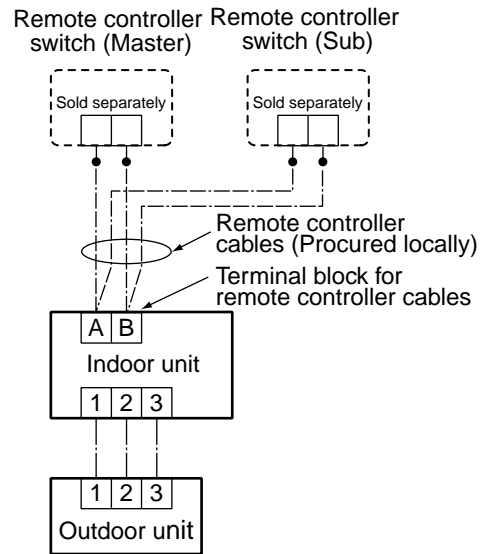 Remote controller
switch (Master)
Remote controller
switch (Sub)
Sold separately
Sold separately
Remote controller
cables (Procured locally)
Terminal block for
remote controller cables
A B
Indoor unit
1 2 3
1 2 3
Outdoor unit